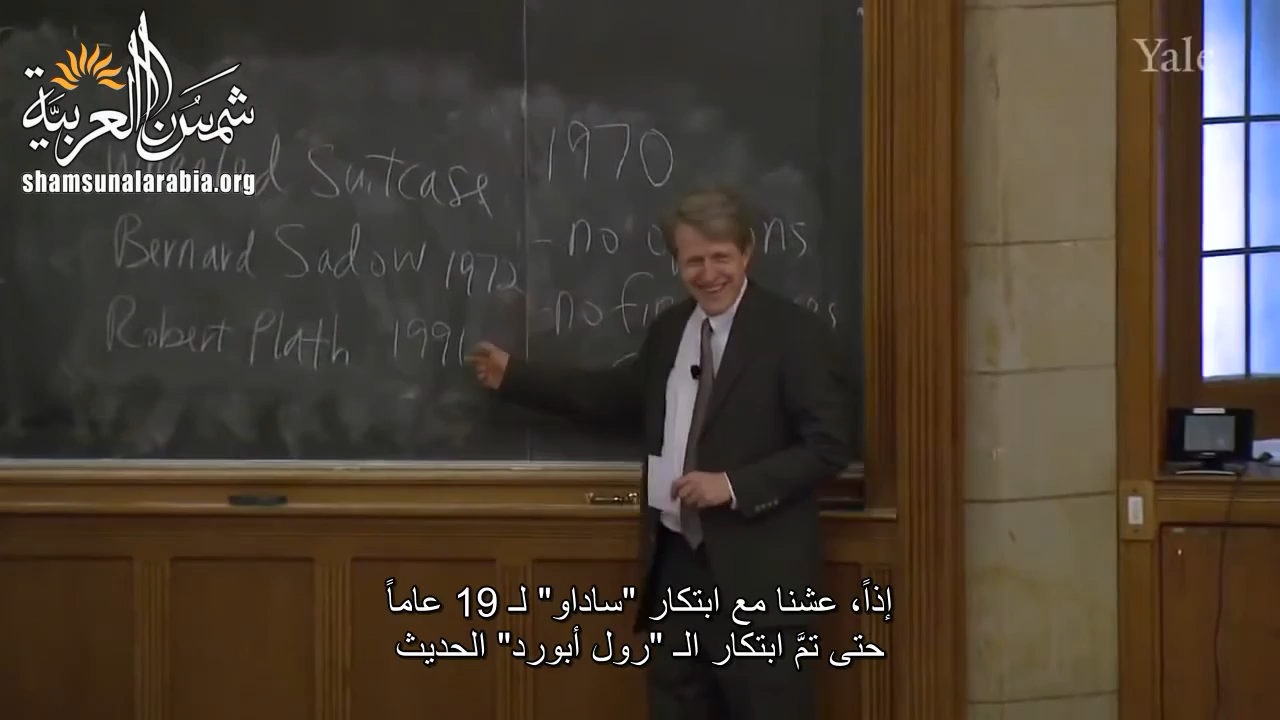 شمس العربية
shamsunalarabia.org
Yale
Suitcase 1970
Bernard Sadow 1972
- no
Robert Plath 1991
- no
إذاً، عشنا مع ابتكار "ساداو" لـ 19 عاماً
حتى تمَّ ابتكار الـ "رول أبورد" الحديث